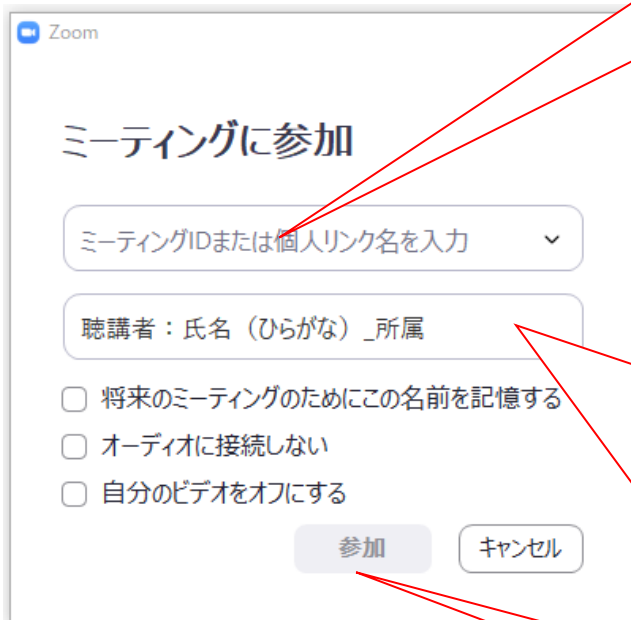 Zoom
ミーティングに参加
ミーティングIDまたは個人リンク名を入力
聴講者：氏名（ひらがな）_所属
将来のミーティングのためにこの名前を記憶する
オーディオに接続しない
自分のビデオをオフにする
参加 キャンセル